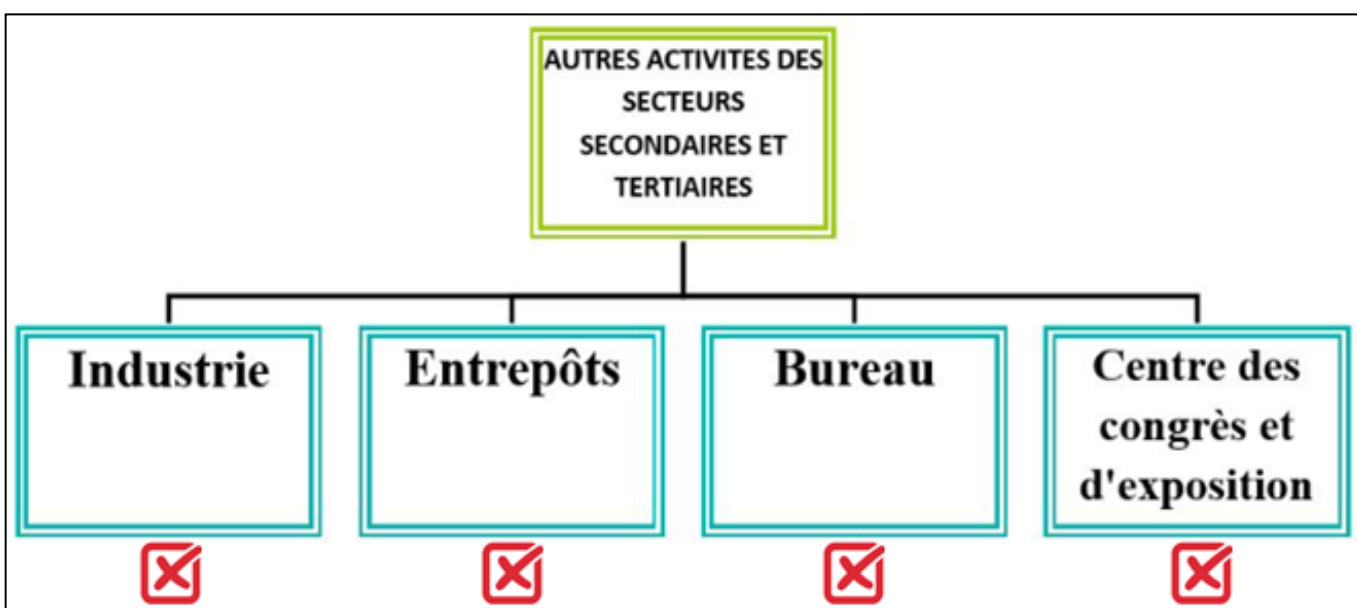 AUTRES ACTIVITES DES
SECTEURS
SECONDAIRES ET
TERTIAIRES
Industrie
Entrepôts
Bureau
Centre des
congrès et
d'exposition